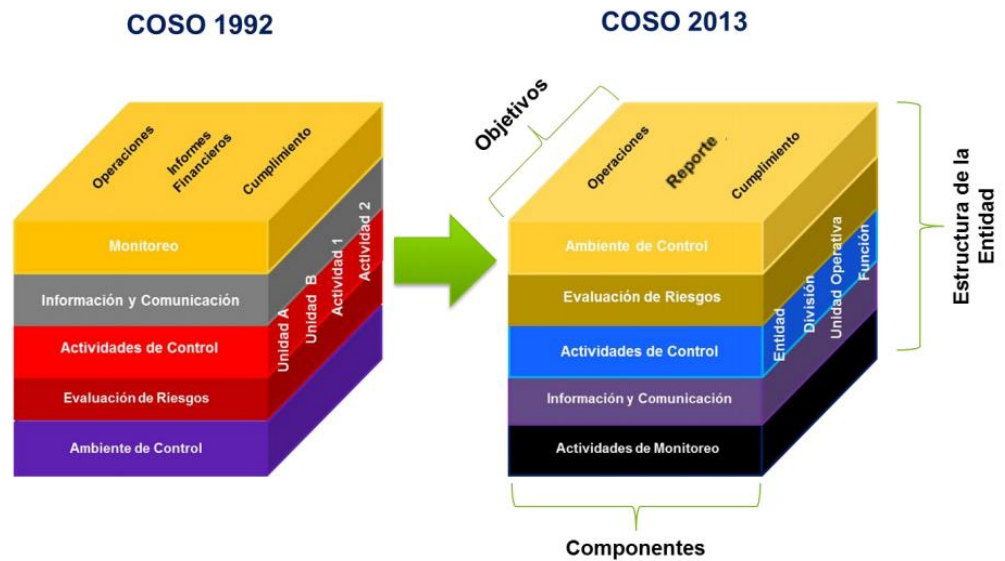 COSO 1992
Operaciones
Informes
Financieros
Cumplimiento
Monitoreo
Información y Comunicación
Actividades de Control
Evaluación de Riesgos
Ambiente de Control
Unidad A
Unidad B
Actividad 1
Actividad 2
COSO 2013
Objetivos
Operaciones
Reporte
Cumplimiento
Ambiente de Control
Evaluación de Riesgos
Actividades de Control
Información y Comunicación
Actividades de Monitoreo
Entidad
División
Unidad Operativa
Función
Estructura de la
Entidad
Componentes